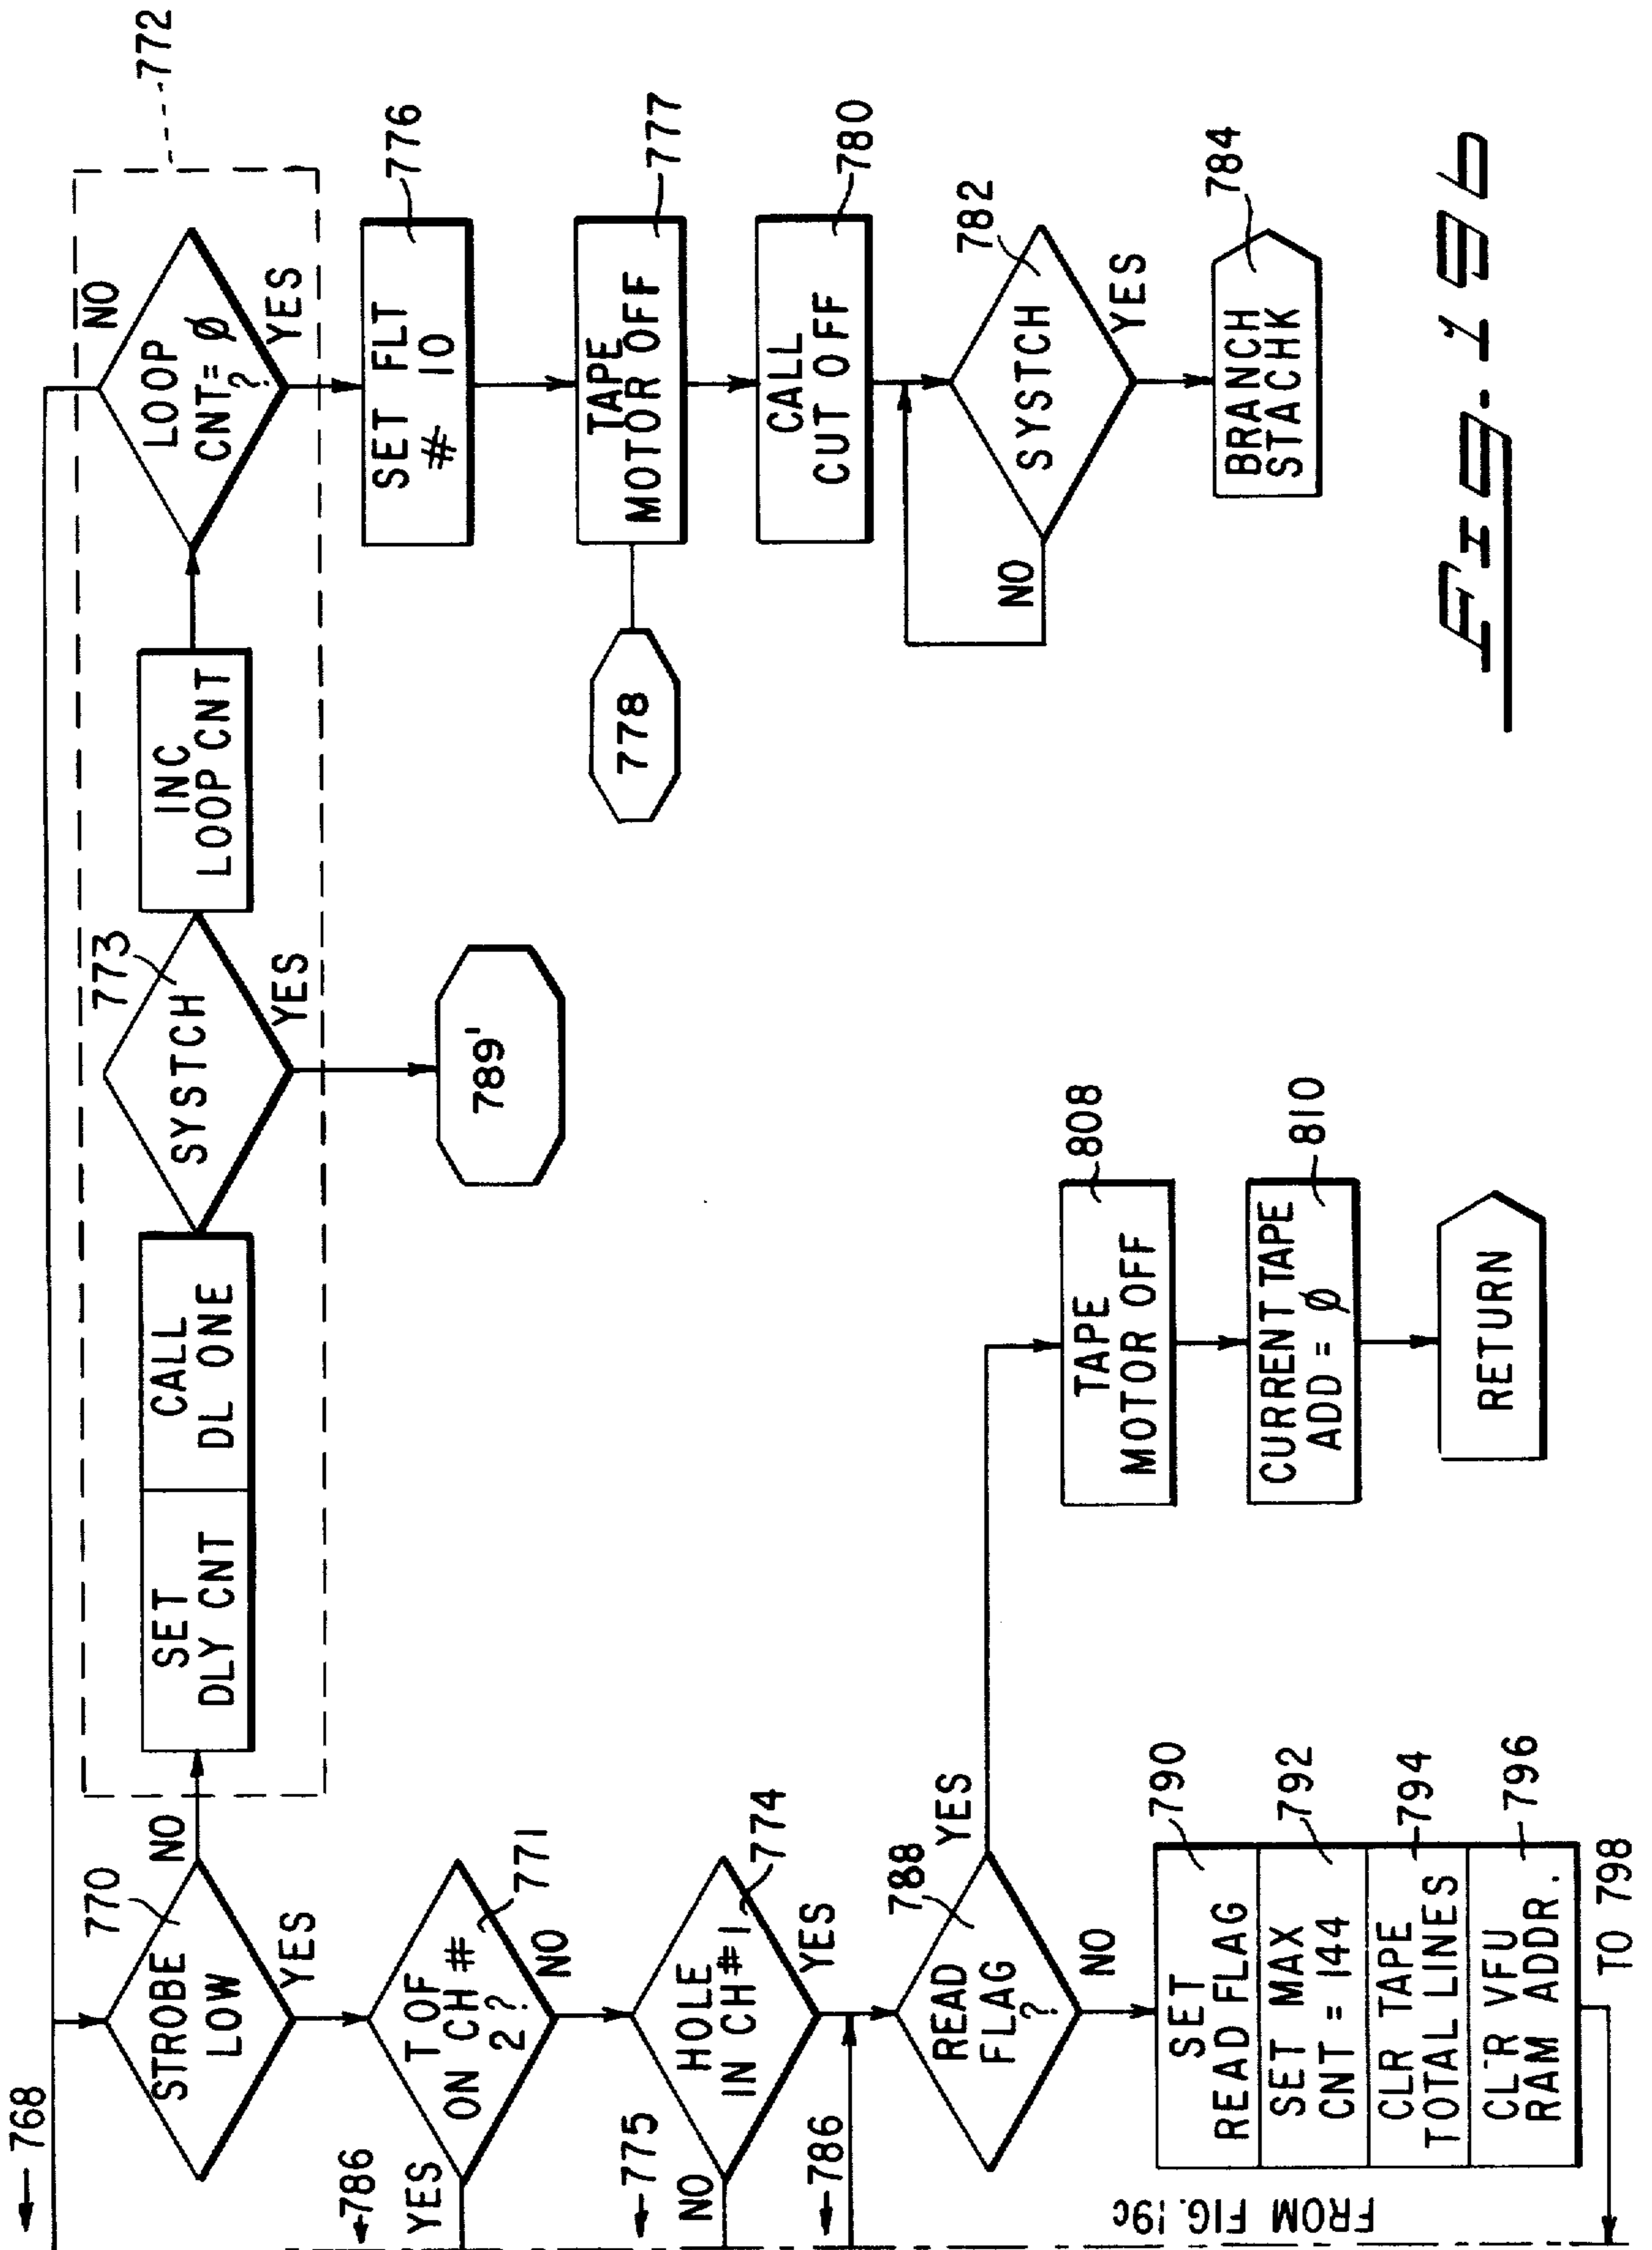 768
770
STROBE
LOW
NO
YES
SET
DLY CNT
CALL
DL ONE
773
SYSTCH
YES
INC
LOOP CNT
LOOP
CNT = Ø
?
NO
YES
772
789'
776
SET FLT
# 10
778
TAPE
MOTOR OFF
777
CALL
CUT OFF
780
782
SYSTCH
NO
YES
BRANCH
STACHK
784
786
YES
T OF
ON CH #
2 ?
771
NO
775
NO
HOLE
IN CH # 1
774
YES
786
788
READ
FLAG
?
YES
NO
TAPE
MOTOR OFF
808
CURRENT TAPE
ADD = Ø
810
RETURN
SET
READ FLAG
790
SET MAX
CNT = 144
792
CLR TAPE
TOTAL LINES
794
CLR VFU
RAM ADDR.
796
TO 798
FROM FIG. 19c
Fig. 19b